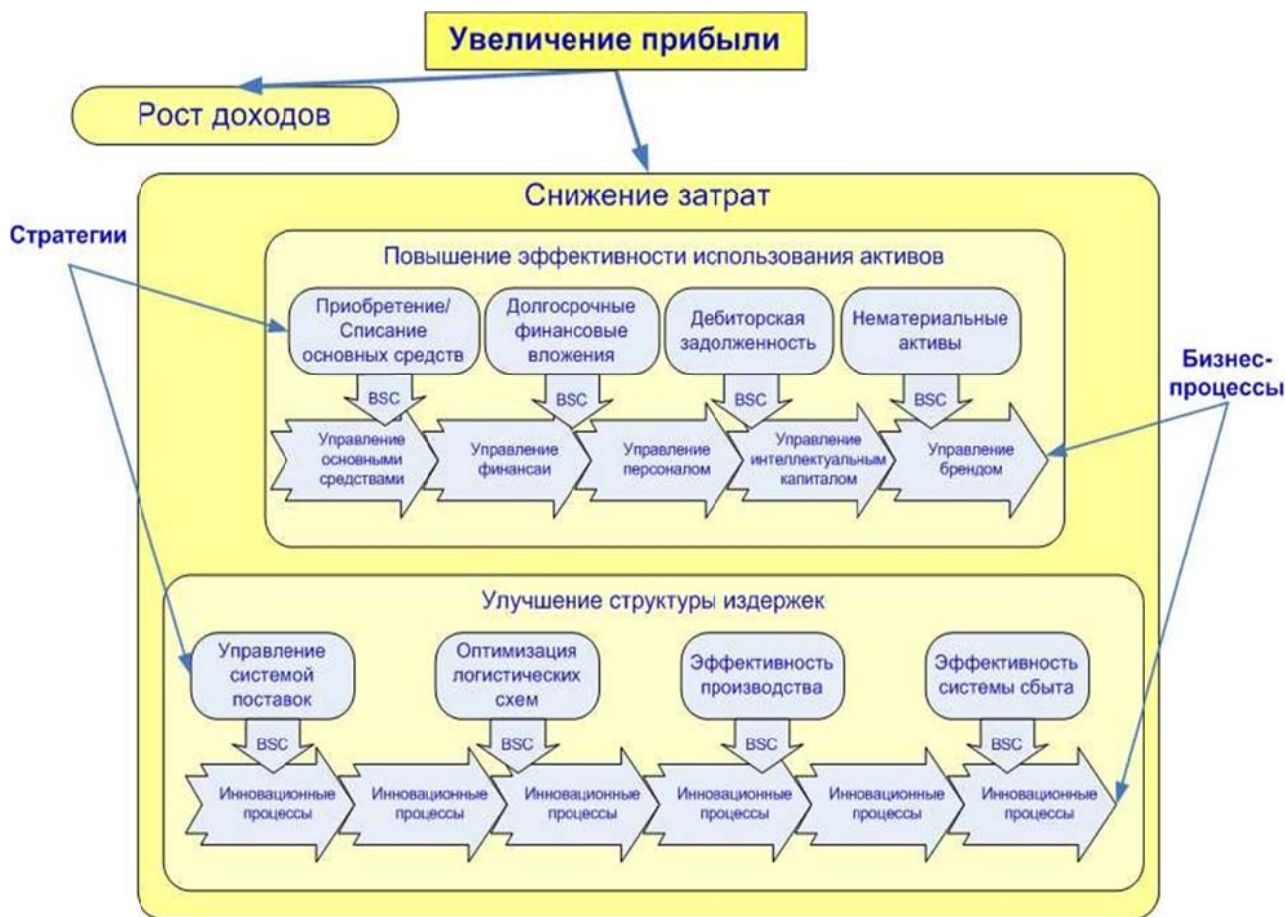 Увеличение прибыли
Рост доходов
Снижение затрат
Стратегии
Повышение эффективности использования активов
Приобретение/
Списание
основных средств
Долгосрочные
финансовые
вложения
Дебиторская
задолженность
Нематериальные
активы
Бизнес-
процессы
BSC
BSC
BSC
BSC
Управление
основными
средствами
Управление
финансаи
Управление
персоналом
Управление
интеллектуальным
капиталом
Управление
брендом
Улучшение структуры издержек
Управление
системой
поставок
Оптимизация
логистических
схем
Эффективность
производства
Эффективность
системы сбыта
BSC
BSC
BSC
BSC
Инновационные
процессы
Инновационные
процессы
Инновационные
процессы
Инновационные
процессы
Инновационные
процессы
Инновационные
процессы